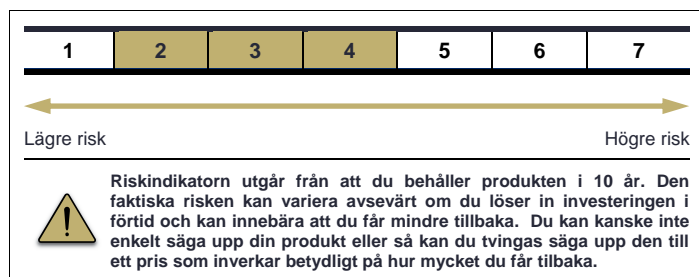 1 2 3 4 5 6 7
Lägre risk Högre risk
Riskindikatorn utgår från att du behåller produkten i 10 år. Den
faktiska risken kan variera avsevärt om du löser in investeringen i
förtid och kan innebära att du får mindre tillbaka. Du kan kanske inte
enkelt säga upp din produkt eller så kan du tvingas säga upp den till
ett pris som inverkar betydligt på hur mycket du får tilbaka.